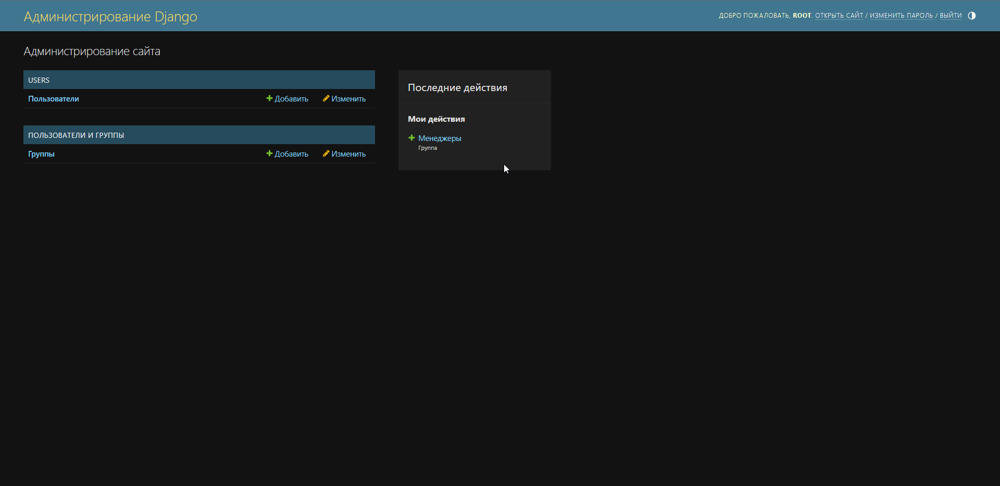 Администрирование Django
ДОБРО ПОЖАЛОВАТЬ, ROOT. ОТКРЫТЬ САЙТ / ИЗМЕНИТЬ ПАРОЛЬ / ВЫЙТИ
Администрирование сайта
USERS
Пользователи Добавить Изменить
ПОЛЬЗОВАТЕЛИ И ГРУППЫ
Группы Добавить Изменить
Последние действия
Мои действия
Менеджеры
Группа